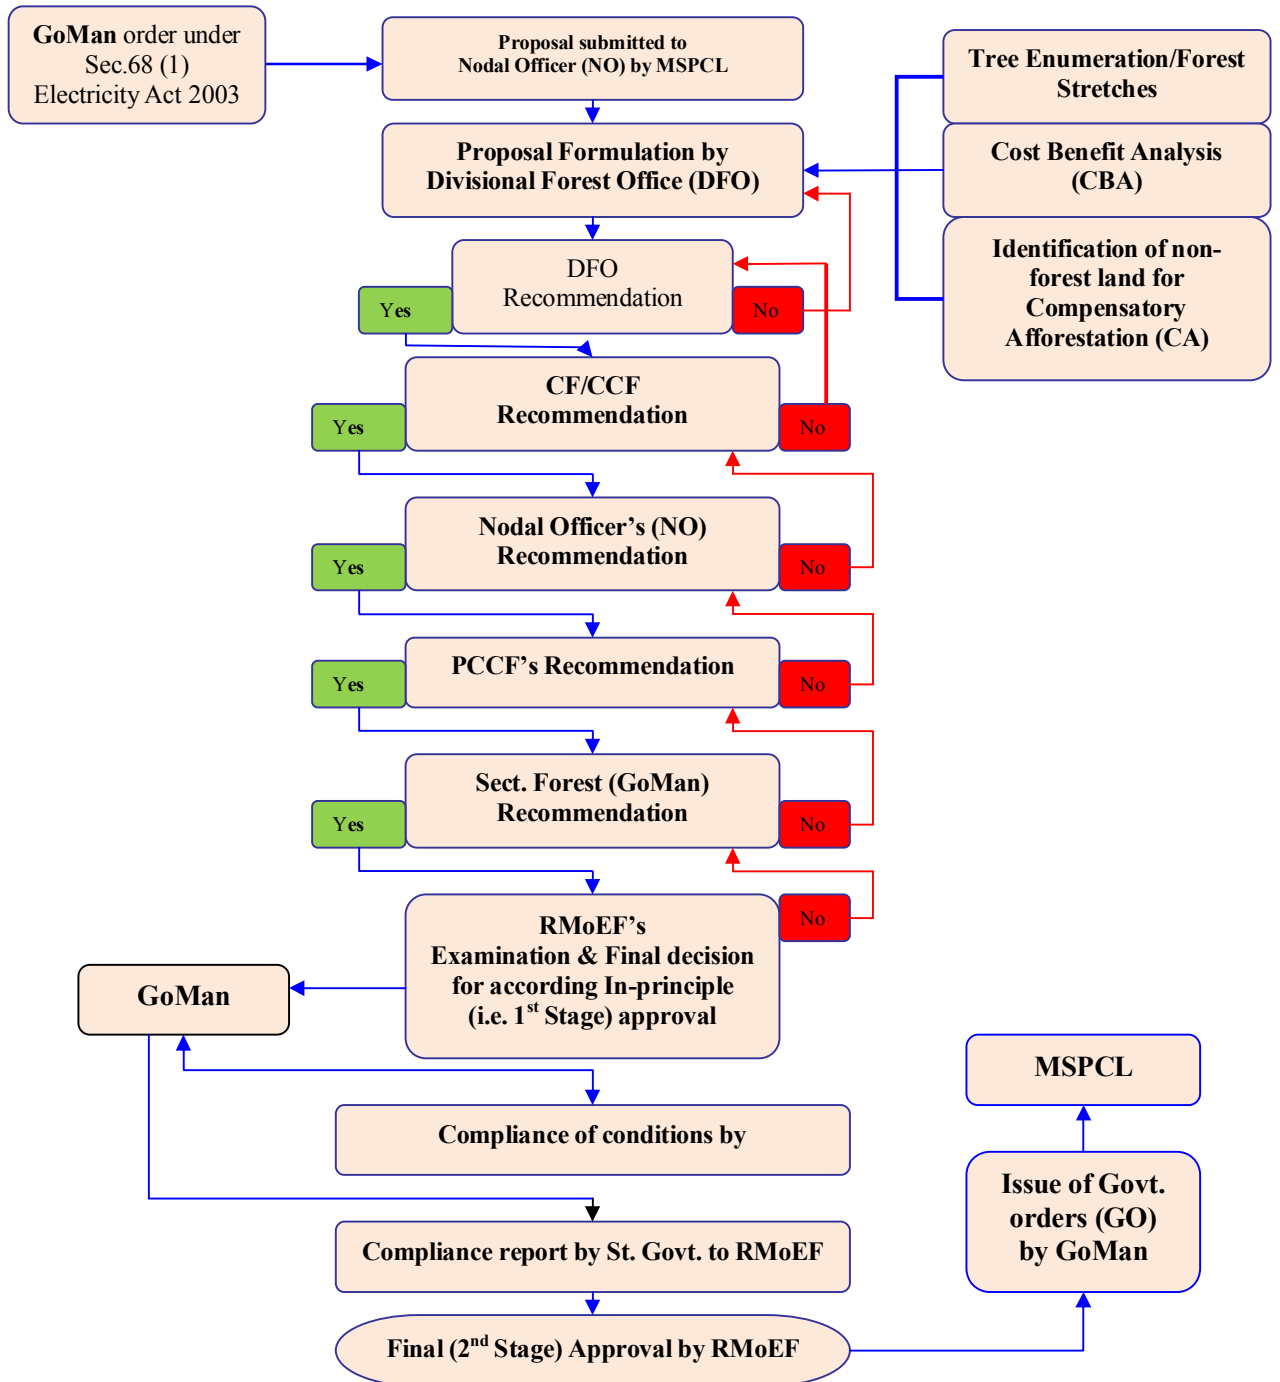 GoMan order under
Sec.68 (1)
Electricity Act 2003
Proposal submitted to
Nodal Officer (NO) by MSPCL
Tree Enumeration/Forest
Stretches
Proposal Formulation by
Divisional Forest Office (DFO)
Cost Benefit Analysis
(CBA)
Identification of non-
forest land for
Compensatory
Afforestation (CA)
DFO
Recommendation
Yes
No
CF/CCF
Recommendation
Yes
No
Nodal Officer’s (NO)
Recommendation
Yes
No
PCCF’s Recommendation
Yes
No
Sect. Forest (GoMan)
Recommendation
Yes
No
RMoEF’s
Examination & Final decision
for according In-principle
(i.e. 1st Stage) approval
No
GoMan
Compliance of conditions by
Compliance report by St. Govt. to RMoEF
Final (2nd Stage) Approval by RMoEF
MSPCL
Issue of Govt.
orders (GO)
by GoMan